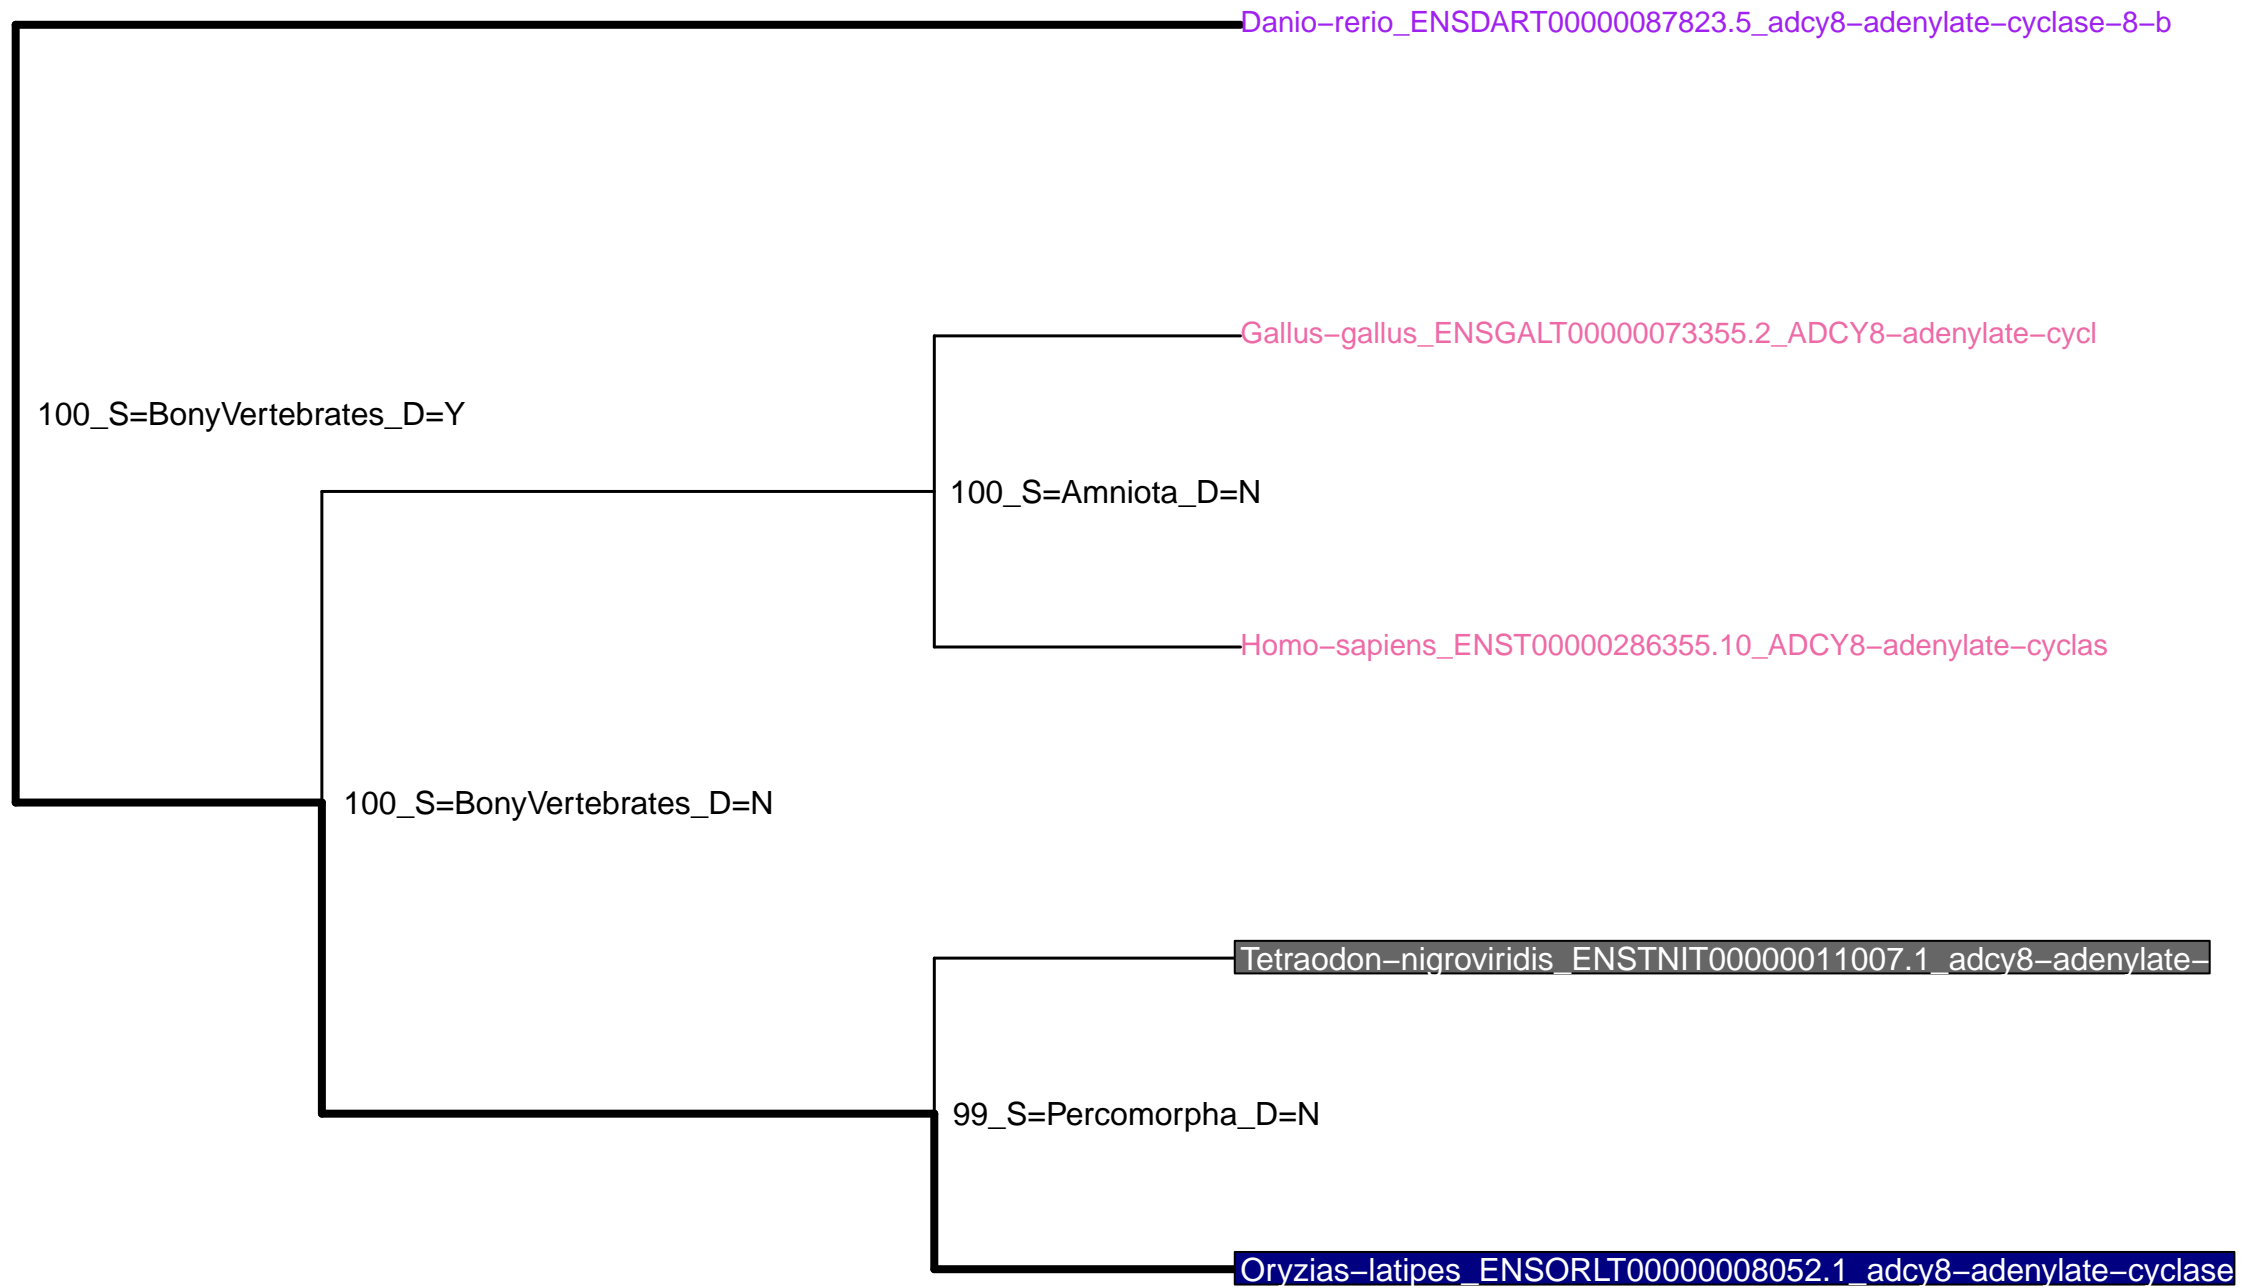 Danio−rerio_ENSDART00000087823.5_adcy8−adenylate−cyclase−8−b
Gallus−gallus_ENSGALT00000073355.2_ADCY8−adenylate−cycl
100_S=BonyVertebrates_D=Y
100_S=Amniota_D=N
Homo−sapiens_ENST00000286355.10_ADCY8−adenylate−cyclas
100_S=BonyVertebrates_D=N
Tetraodon−nigroviridis_ENSTNIT00000011007.1_adcy8−adenylate−
99_S=Percomorpha_D=N
Oryzias−latipes_ENSORLT00000008052.1_adcy8−adenylate−cyclase